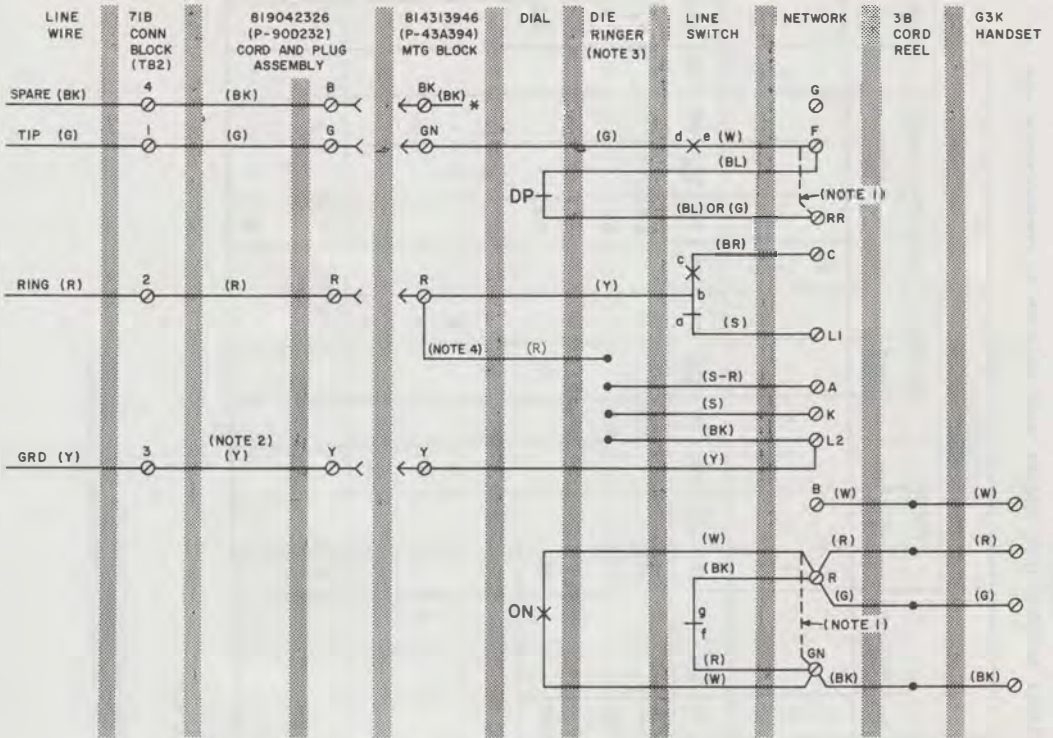 LINE WIRE
71B CONN BLOCK (TB2)
819042326 (P-90D232) CORD AND PLUG ASSEMBLY
814313946 (P-43A394) MTG BLOCK
DIAL
DIE RINGER (NOTE 3)
LINE SWITCH
NETWORK
3B CORD REEL
G3K HANDSET
SPARE (BK) 4 (BK) B BK (BK) * G
TIP (G) 1 (G) G GN (G) d e (W) F
(BL)
DP (NOTE 1)
(BL) OR (G) RR
(BR) C
c
RING (R) 2 (R) R R (Y) b
a (S) L1
(NOTE 4) (R)
(S-R) A
(S) K
(BK) L2
(NOTE 2)
GRD (Y) 3 (Y) Y Y (Y)
B (W) (W)
(W) (R) (R)
(BK) R
(G) (G)
ON g (NOTE 1)
f
(R) GN
(W) (BK) (BK)